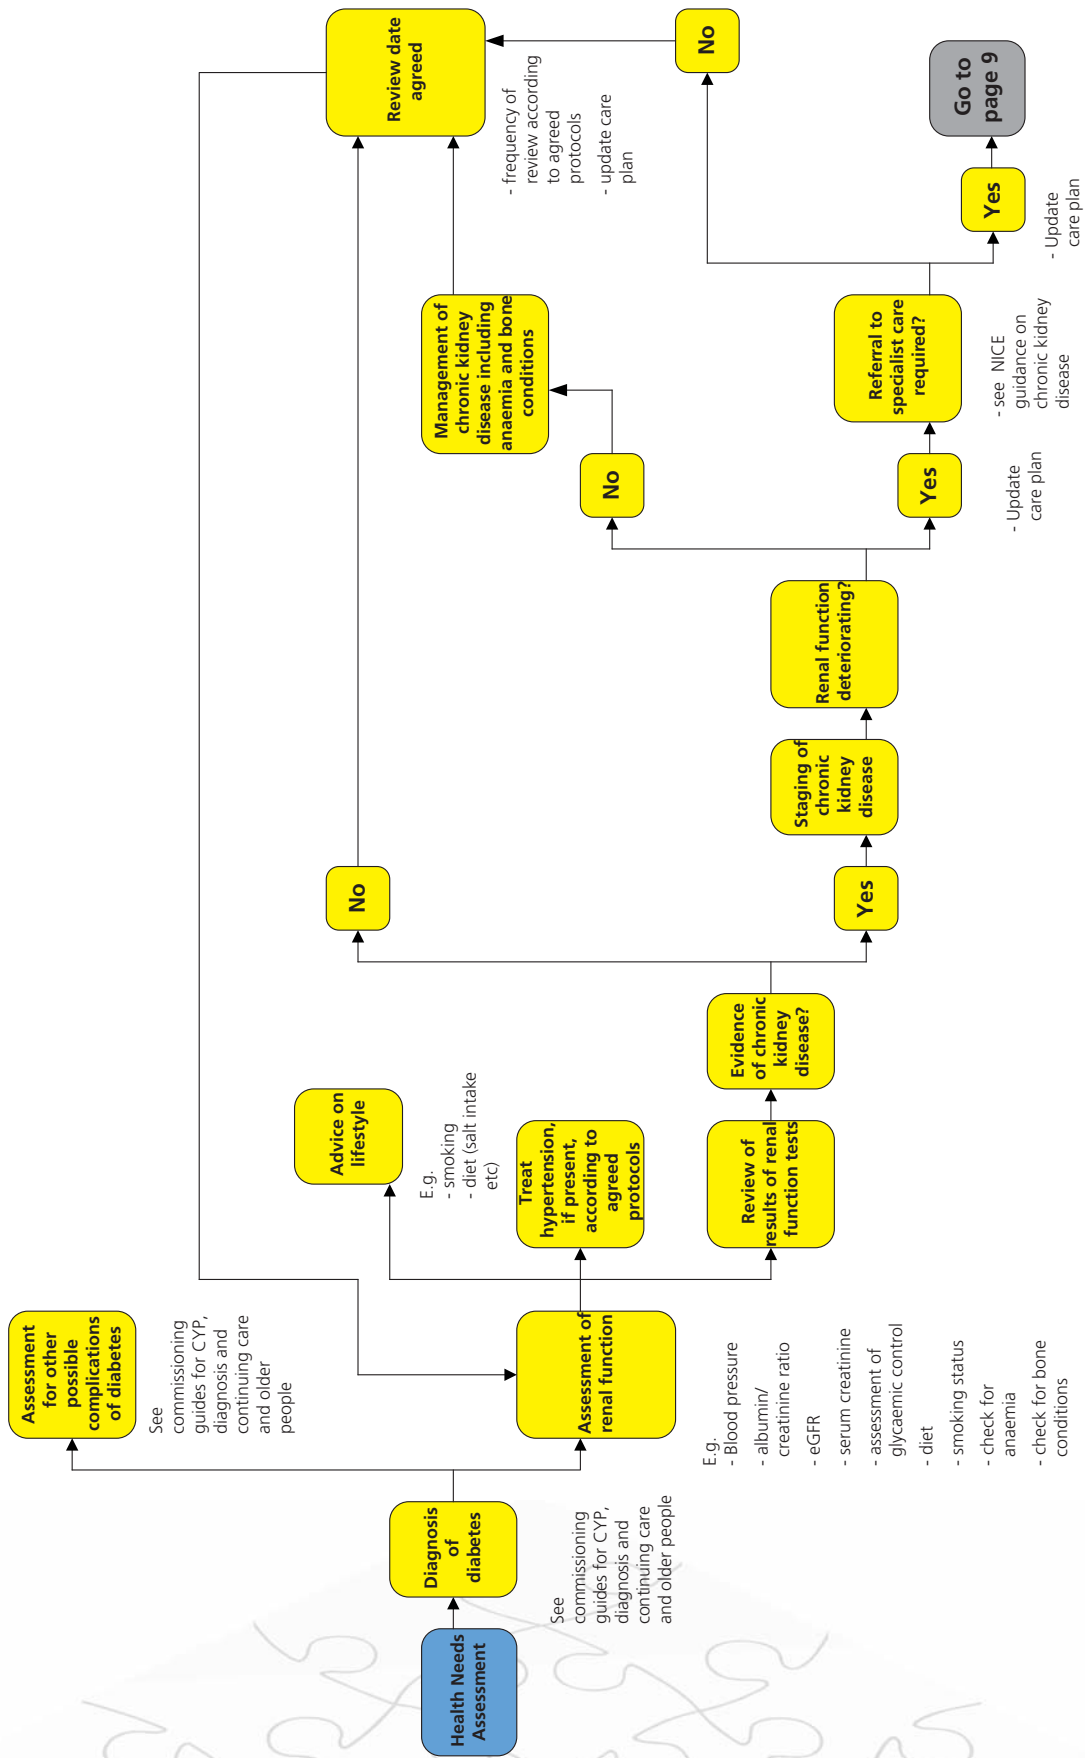 Health Needs
Assessment
Diagnosis
of
diabetes
See
commissioning
guides for CYP,
diagnosis and
continuing care
and older people
Assessment
for other
possible
complications
of diabetes
See
commissioning
guides for CYP,
diagnosis and
continuing care
and older
people
Assessment of
renal function
E.g.
- Blood pressure
- albumin/
creatinine ratio
- eGFR
- serum creatinine
- assessment of
glycaemic control
- diet
- smoking status
- check for
anaemia
- check for bone
conditions
Advice on
lifestyle
E.g.
- smoking
- diet (salt intake
etc)
Treat
hypertension,
if present,
according to
agreed
protocols
Review of
results of renal
function tests
Evidence
of chronic
kidney
disease?
No
Yes
Staging of
chronic
kidney
disease
Renal function
deteriorating?
No
Yes
- Update
care plan
Management of
chronic kidney
disease including
anaemia and bone
conditions
Referral to
specialist care
required?
- see NICE
guidance on
chronic kidney
disease
Review date
agreed
- frequency of
review according
to agreed
protocols
- update care
plan
No
Yes
- Update
care plan
Go to
page 9